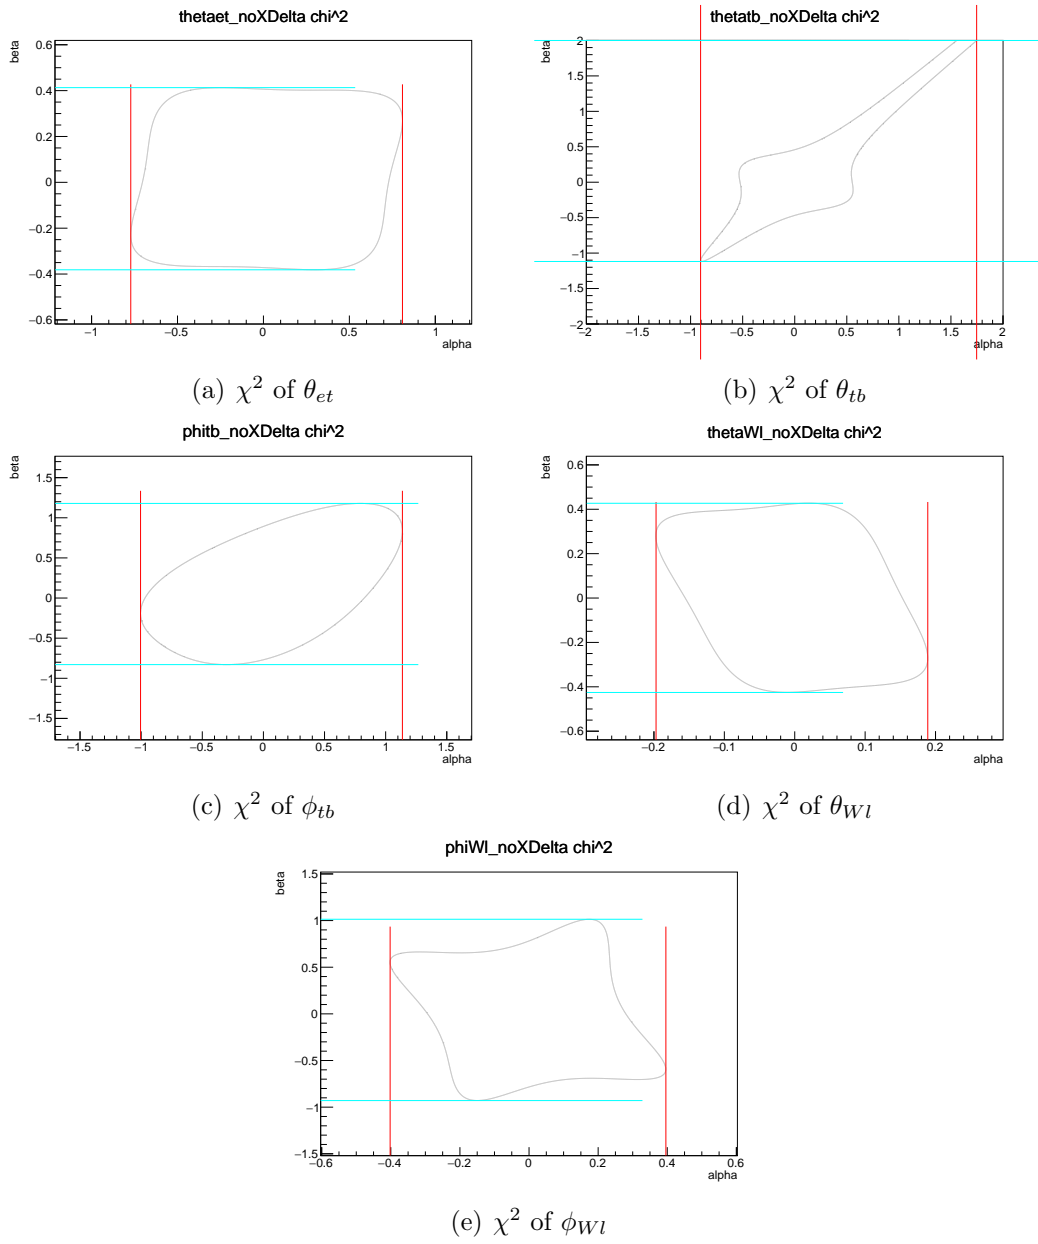 thetaet_noXDelta chi^2
beta
0.6
0.4
0.2
0
−0.2
−0.4
−0.6
−1 −0.5 0 0.5 1
alpha
(a) χ² of θ_et
thetatb_noXDelta chi^2
beta
2
1.5
1
0.5
0
−0.5
−1
−1.5
−2
−2 −1.5 −1 −0.5 0 0.5 1 1.5 2
alpha
(b) χ² of θ_tb
phitb_noXDelta chi^2
beta
1.5
1
0.5
0
−0.5
−1
−1.5
−1.5 −1 −0.5 0 0.5 1 1.5
alpha
(c) χ² of ϕ_tb
thetaWl_noXDelta chi^2
beta
0.6
0.4
0.2
0
−0.2
−0.4
−0.6
−0.2 −0.1 0 0.1 0.2
alpha
(d) χ² of θ_Wl
phiWl_noXDelta chi^2
beta
1.5
1
0.5
0
−0.5
−1
−1.5
−0.6 −0.4 −0.2 0 0.2 0.4 0.6
alpha
(e) χ² of ϕ_Wl